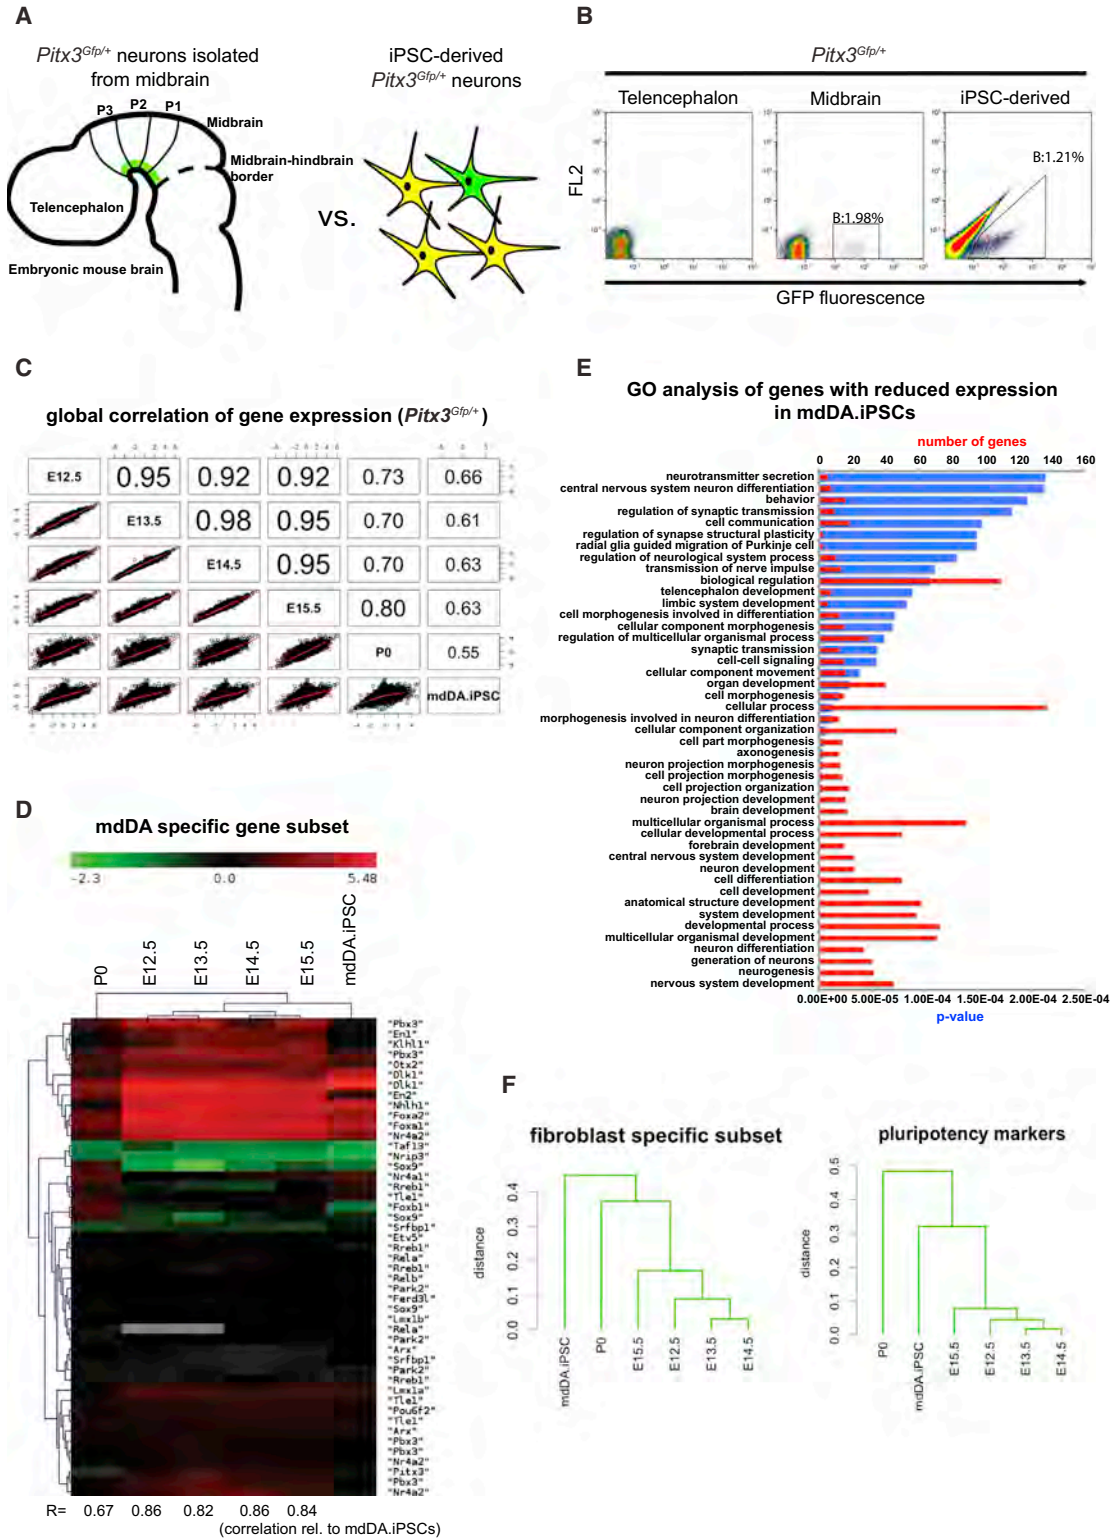 A
Pitx3Gfp/+ neurons isolated
from midbrain
P3
P2
P1
Midbrain
Midbrain-hindbrain
border
Telencephalon
Embryonic mouse brain
vs.
iPSC-derived
Pitx3Gfp/+ neurons
B
Pitx3Gfp/+
Telencephalon
Midbrain
iPSC-derived
FL2
B:1.98%
B:1.21%
GFP fluorescence
C
global correlation of gene expression (Pitx3Gfp/+)
E12.5 0.95 0.92 0.92 0.73 0.66
E13.5 0.98 0.95 0.70 0.61
E14.5 0.95 0.70 0.63
E15.5 0.80 0.63
P0 0.55
mdDA.iPSC
D
mdDA specific gene subset
-2.3 0.0 5.48
P0
E12.5
E13.5
E14.5
E15.5
mdDA.iPSC
"Pbx3"
"En1"
"Klhl1"
"Pbx3"
"Otx2"
"Dlk1"
"Dlk1"
"En2"
"Nhlh1"
"Foxa2"
"Foxa1"
"Nr4a2"
"Taf13"
"Nrip3"
"Sox9"
"Nr4a1"
"Rreb1"
"Tle1"
"Foxb1"
"Sox9"
"Srfbp1"
"Etv5"
"Rreb1"
"Rela"
"Rreb1"
"Relb"
"Park2"
"Ferd3l"
"Sox9"
"Lmx1b"
"Rela"
"Park2"
"Arx"
"Srfbp1"
"Park2"
"Rreb1"
"Lmx1a"
"Tle1"
"Pou6f2"
"Tle1"
"Arx"
"Pbx3"
"Pbx3"
"Nr4a2"
"Pitx3"
"Pbx3"
"Nr4a2"
R= 0.67 0.86 0.82 0.86 0.84
(correlation rel. to mdDA.iPSCs)
E
GO analysis of genes with reduced expression
in mdDA.iPSCs
number of genes
0 20 40 60 80 100 120 140 160
neurotransmitter secretion
central nervous system neuron differentiation
behavior
regulation of synaptic transmission
cell communication
regulation of synapse structural plasticity
radial glia guided migration of Purkinje cell
regulation of neurological system process
transmission of nerve impulse
biological regulation
telencephalon development
limbic system development
cell morphogenesis involved in differentiation
cellular component morphogenesis
regulation of multicellular organismal process
synaptic transmission
cell-cell signaling
cellular component movement
organ development
cell morphogenesis
cellular process
morphogenesis involved in neuron differentiation
cellular component organization
cell part morphogenesis
axonogenesis
neuron projection morphogenesis
cell projection morphogenesis
cell projection organization
neuron projection development
brain development
multicellular organismal process
cellular developmental process
forebrain development
central nervous system development
neuron development
cell differentiation
cell development
anatomical structure development
system development
developmental process
multicellular organismal development
neuron differentiation
generation of neurons
neurogenesis
nervous system development
0.00E+00 5.00E-05 1.00E-04 1.50E-04 2.00E-04 2.50E-04
p-value
F
fibroblast specific subset
distance
0.0 0.1 0.2 0.3 0.4
mdDA.iPSC
P0
E15.5
E12.5
E13.5
E14.5
pluripotency markers
distance
0.0 0.1 0.2 0.3 0.4 0.5
P0
mdDA.iPSC
E15.5
E12.5
E13.5
E14.5